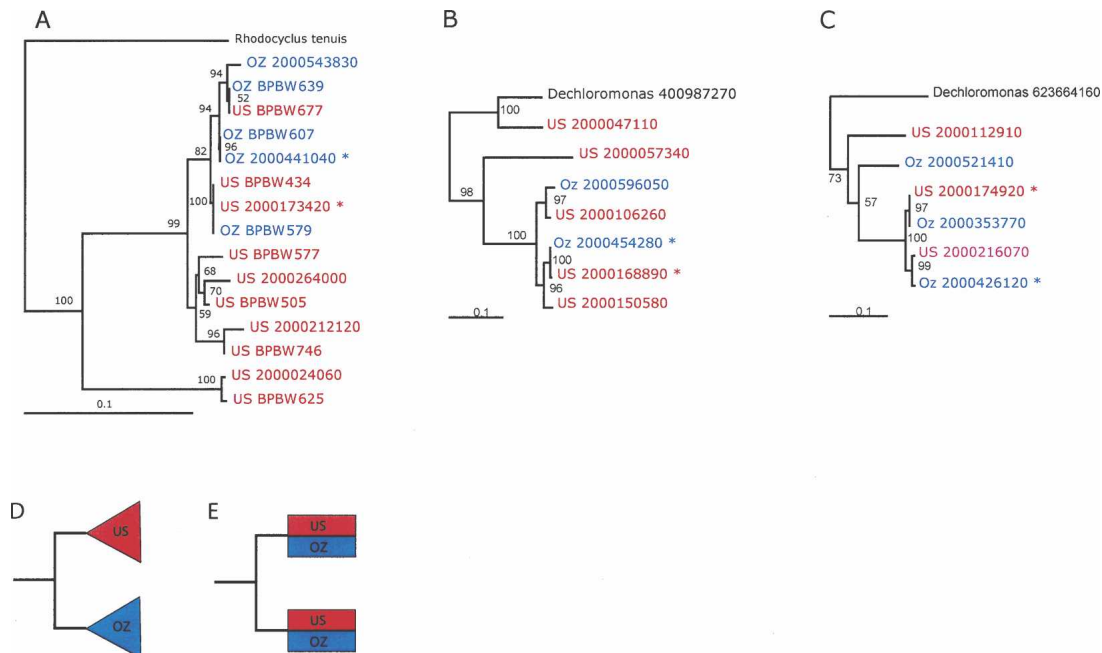 A
Rhodocyclus tenuis
OZ 2000543830
94
OZ BPBW639
52
US BPBW677
94
OZ BPBW607
96
OZ 2000441040 *
82
US BPBW434
US 2000173420 *
100
OZ BPBW579
99
US BPBW577
68
US 2000264000
70
US BPBW505
59
100
US 2000212120
96
US BPBW746
US 2000024060
100
US BPBW625
0.1
B
Dechloromonas 400987270
100
US 2000047110
US 2000057340
98
Oz 2000596050
97
US 2000106260
100
Oz 2000454280 *
100
US 2000168890 *
96
US 2000150580
0.1
C
Dechloromonas 623664160
US 2000112910
Oz 2000521410
73
US 2000174920 *
57
97
Oz 2000353770
100
US 2000216070
99
Oz 2000426120 *
0.1
D
US
OZ
E
US
OZ
US
OZ